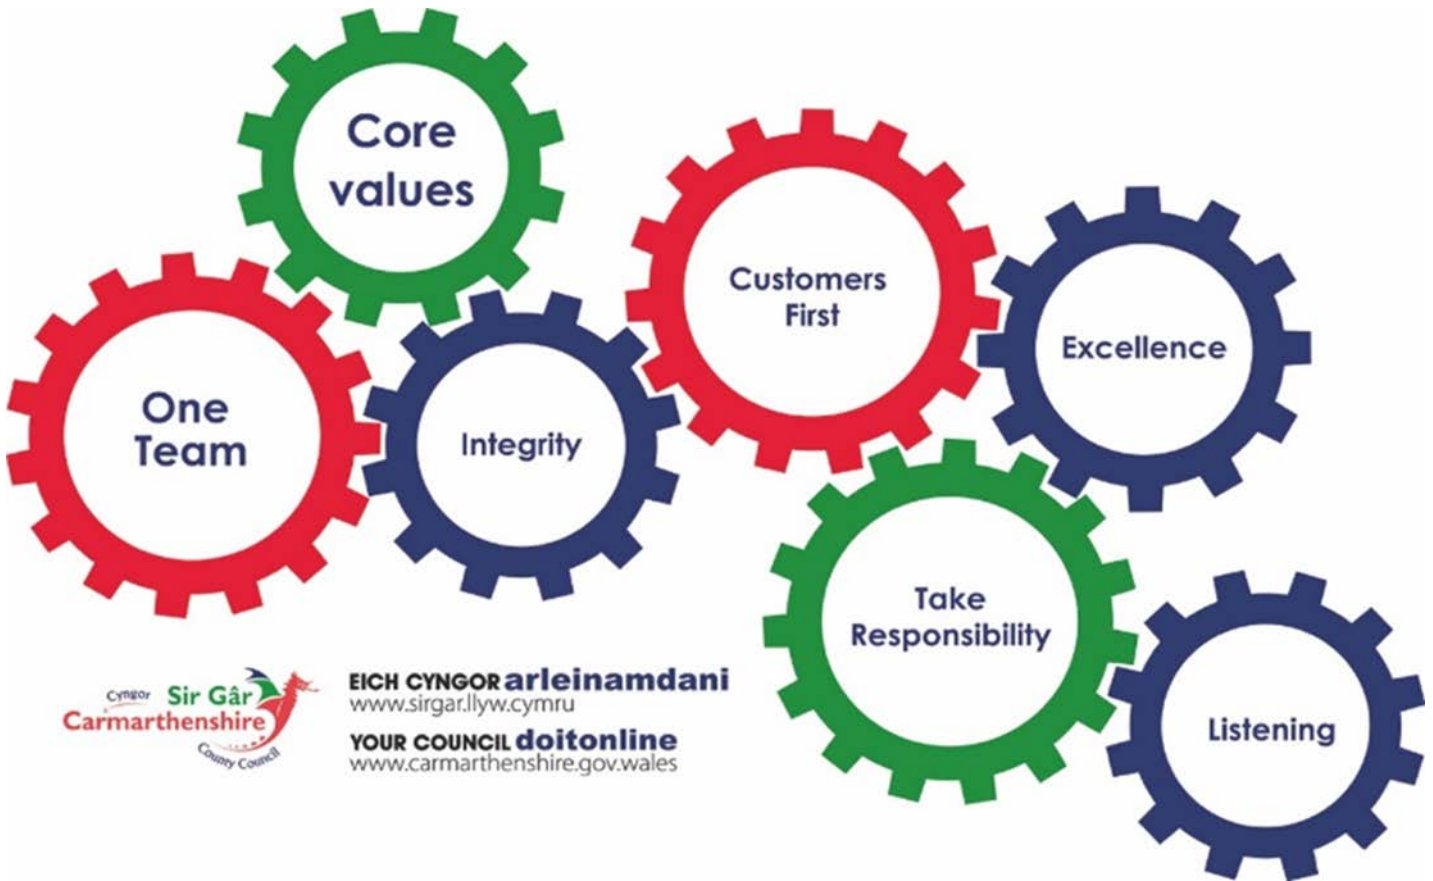 Core
values
Customers
First
Excellence
One
Team
Integrity
Take
Responsibility
Listening
Cyngor
Sir Gâr
Carmarthenshire
County Council
EICH CYNGOR arleinamdani
www.sirgar.llyw.cymru
YOUR COUNCIL doitonline
www.carmarthenshire.gov.wales